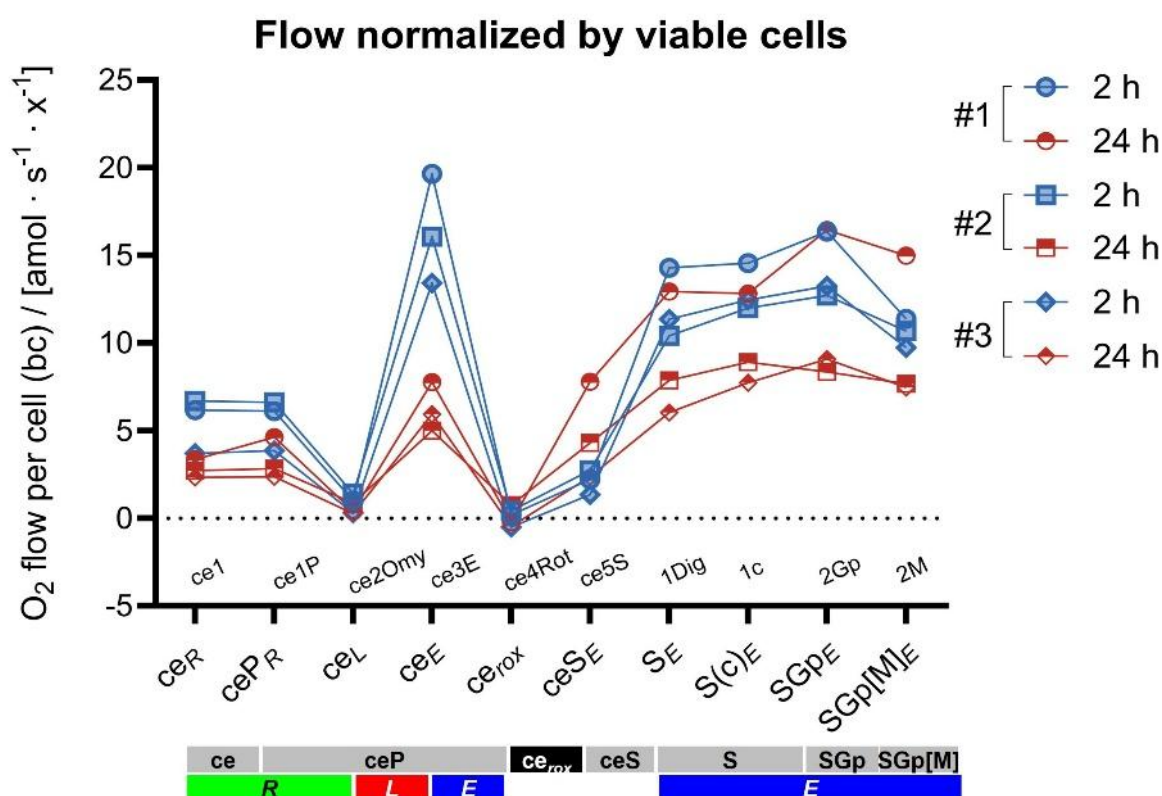 Flow normalized by viable cells
O₂ flow per cell (bc) / [amol · s⁻¹ · x⁻¹]
25
20
15
10
5
0
-5
#1
2 h
24 h
#2
2 h
24 h
#3
2 h
24 h
ce1 ce1P ce2Omy ce3E ce4Rot ce5S 1Dig 1c 2Gp 2M
ceR cePR ceL ceE cerox ceSE SE S(c)E SGpE SGp[M]E
ce ceP cerox ceS S SGp SGp[M]
R L E E